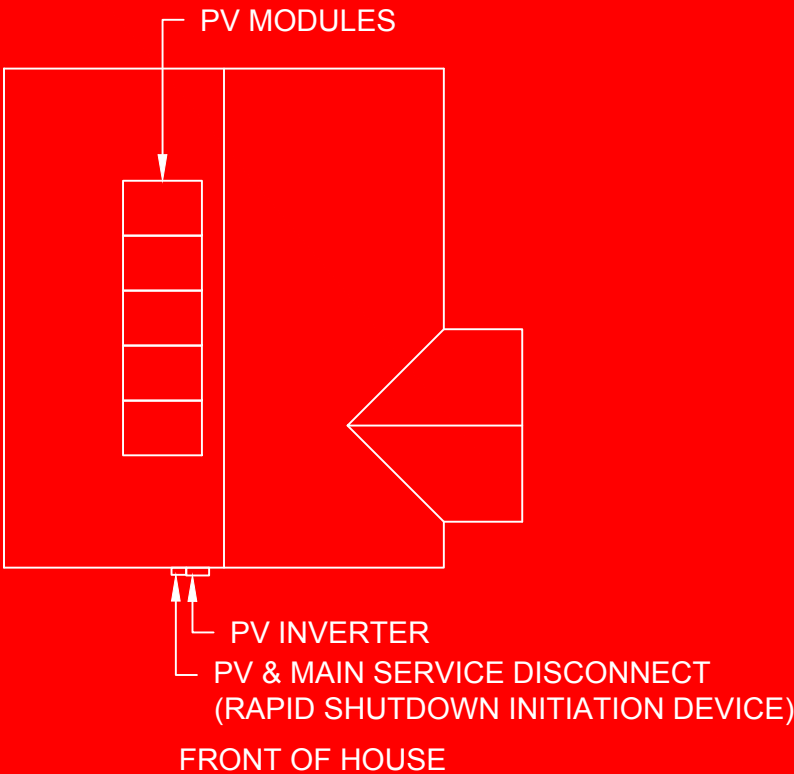 PV MODULES
PV INVERTER
PV & MAIN SERVICE DISCONNECT
(RAPID SHUTDOWN INITIATION DEVICE)
FRONT OF HOUSE